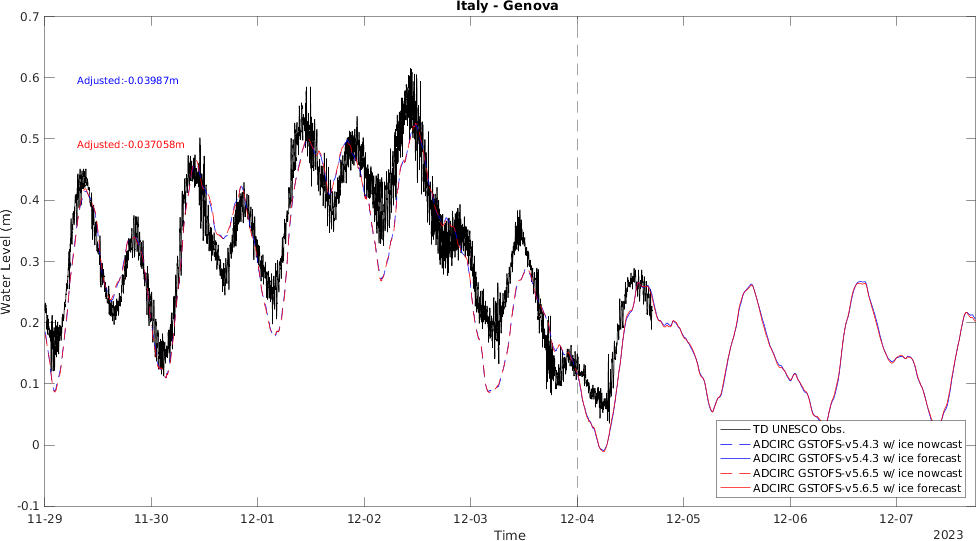 Italy - Genova
0.7
0.6
0.5
0.4
0.3
0.2
0.1
0
-0.1
Water Level (m)
Adjusted:-0.03987m
Adjusted:-0.037058m
TD UNESCO Obs.
ADCIRC GSTOFS-v5.4.3 w/ ice nowcast
ADCIRC GSTOFS-v5.4.3 w/ ice forecast
ADCIRC GSTOFS-v5.6.5 w/ ice nowcast
ADCIRC GSTOFS-v5.6.5 w/ ice forecast
11-29 11-30 12-01 12-02 12-03 12-04 12-05 12-06 12-07
Time
2023